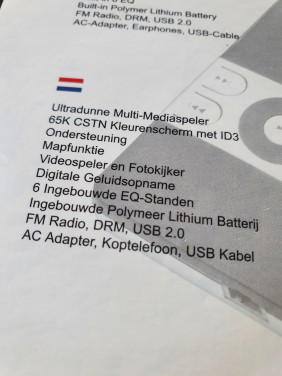 Built-in Polymer Lithium Battery
FM Radio, DRM, USB 2.0
AC-Adapter, Earphones, USB-Cable
Ultradunne Multi-Mediaspeler
65K CSTN Kleurenscherm met ID3
Ondersteuning
Mapfunktie
Videospeler en Fotokijker
Digitale Geluidsopname
6 Ingebouwde EQ-Standen
Ingebouwde Polymeer Lithium Batterij
FM Radio, DRM, USB 2.0
AC Adapter, Koptelefoon, USB Kabel